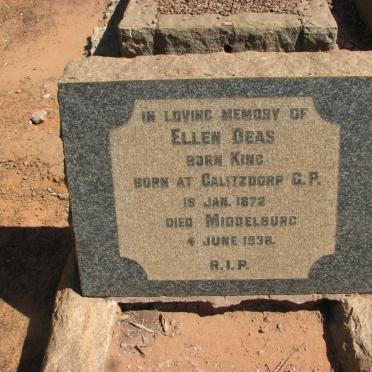 IN LOVING MEMORY OF
ELLEN DEAS
BORN KING
BORN AT CALITZDORP C.P.
19 JAN. 1872
DIED MIDDELBURG
4 JUNE 1938.
R.I.P.